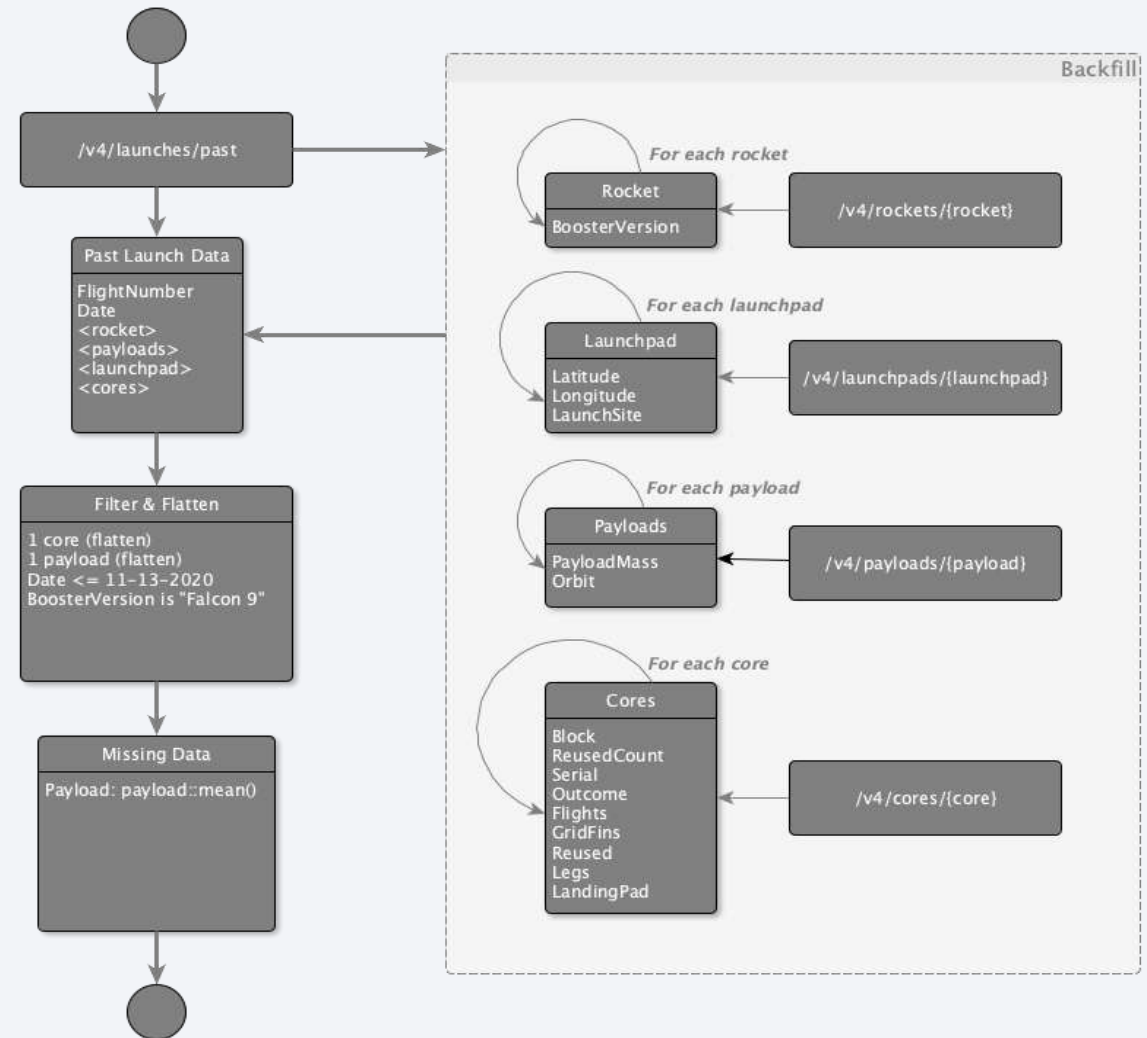 /v4/launches/past
Past Launch Data
FlightNumber
Date
<rocket>
<payloads>
<launchpad>
<cores>
Filter & Flatten
1 core (flatten)
1 payload (flatten)
Date <= 11-13-2020
BoosterVersion is "Falcon 9"
Missing Data
Payload: payload::mean()
Backfill
For each rocket
Rocket
BoosterVersion
/v4/rockets/{rocket}
For each launchpad
Launchpad
Latitude
Longitude
LaunchSite
/v4/launchpads/{launchpad}
For each payload
Payloads
PayloadMass
Orbit
/v4/payloads/{payload}
For each core
Cores
Block
ReusedCount
Serial
Outcome
Flights
GridFins
Reused
Legs
LandingPad
/v4/cores/{core}